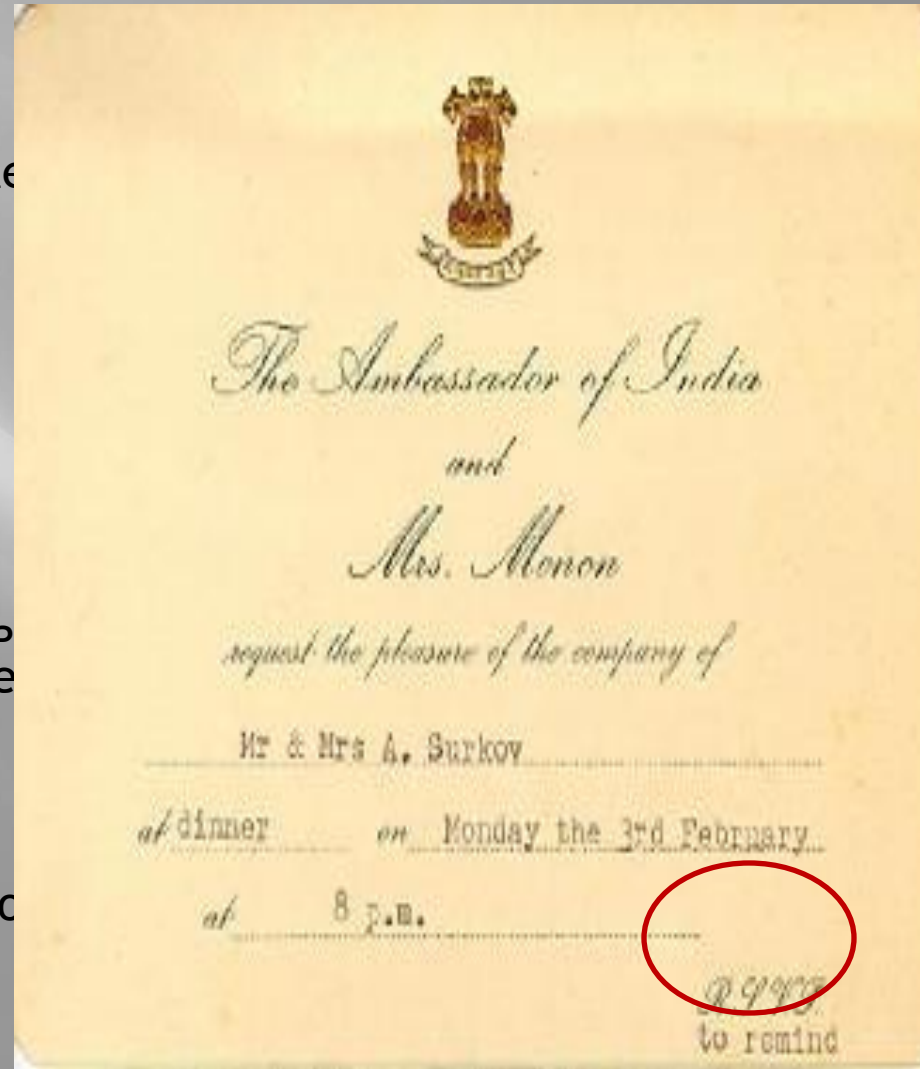 The Ambassador of India
and
Mrs. Menon
request the pleasure of the company of
Mr & Mrs A. Surkov
at dinner on Monday the 3rd February
at 8 p.m.
R.S.V.P.
to remind